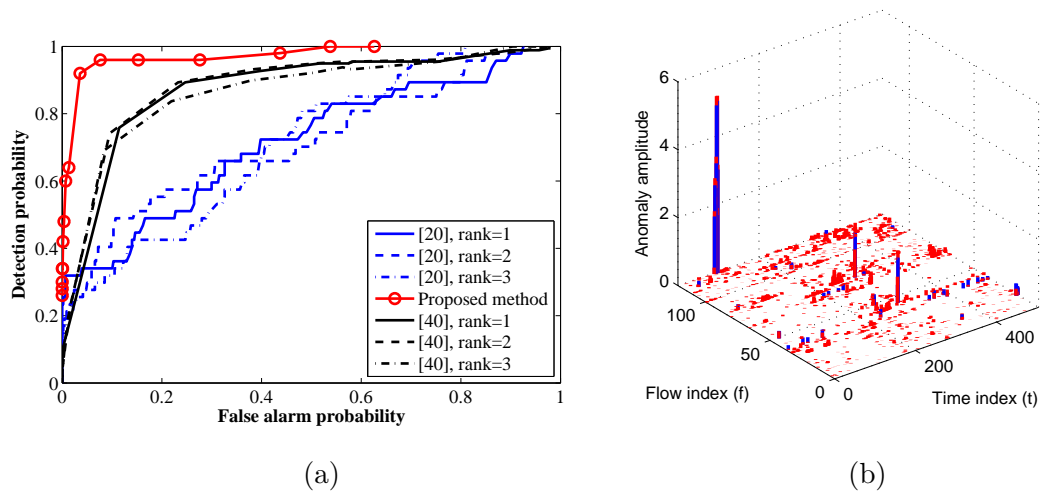 1
0.8
0.6
0.4
0.2
0
0 0.2 0.4 0.6 0.8 1
Detection probability
False alarm probability
[20], rank=1
[20], rank=2
[20], rank=3
Proposed method
[40], rank=1
[40], rank=2
[40], rank=3
(a)
6
4
2
0
Anomaly amplitude
100
50
0
Flow index (f)
0
200
400
Time index (t)
(b)